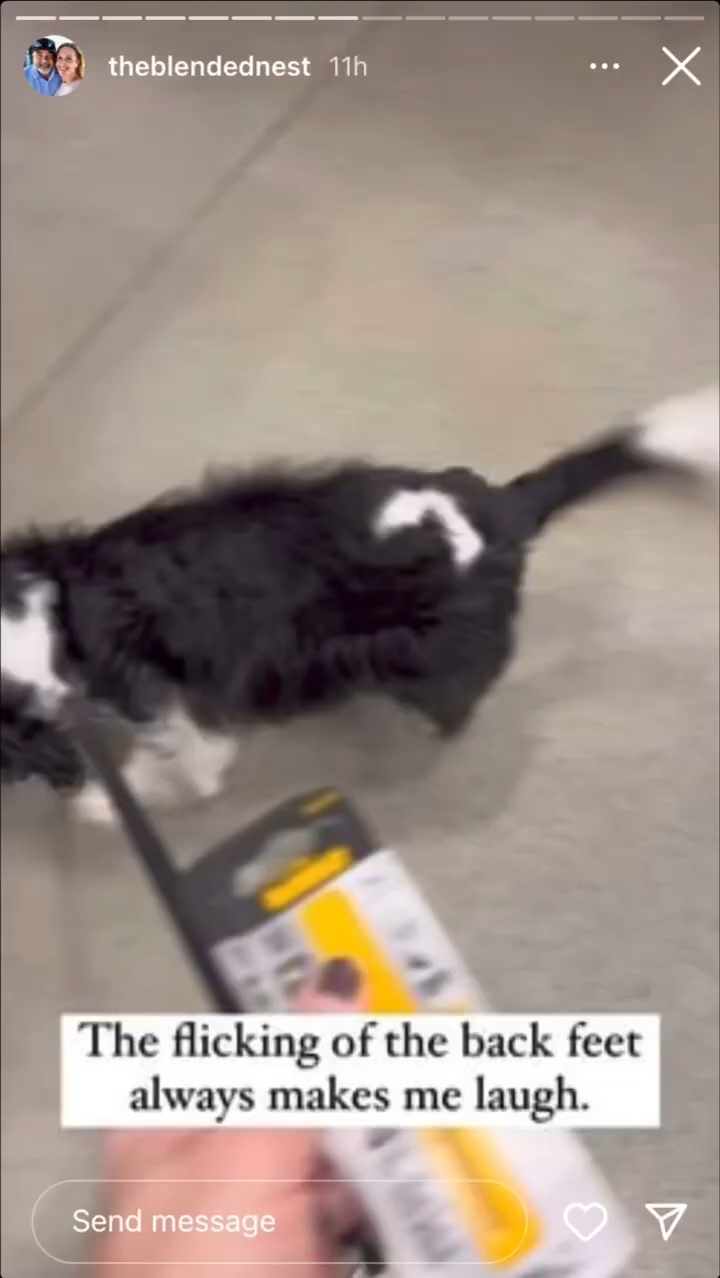 theblendednest 11h
The flicking of the back feet
always makes me laugh.
Send message